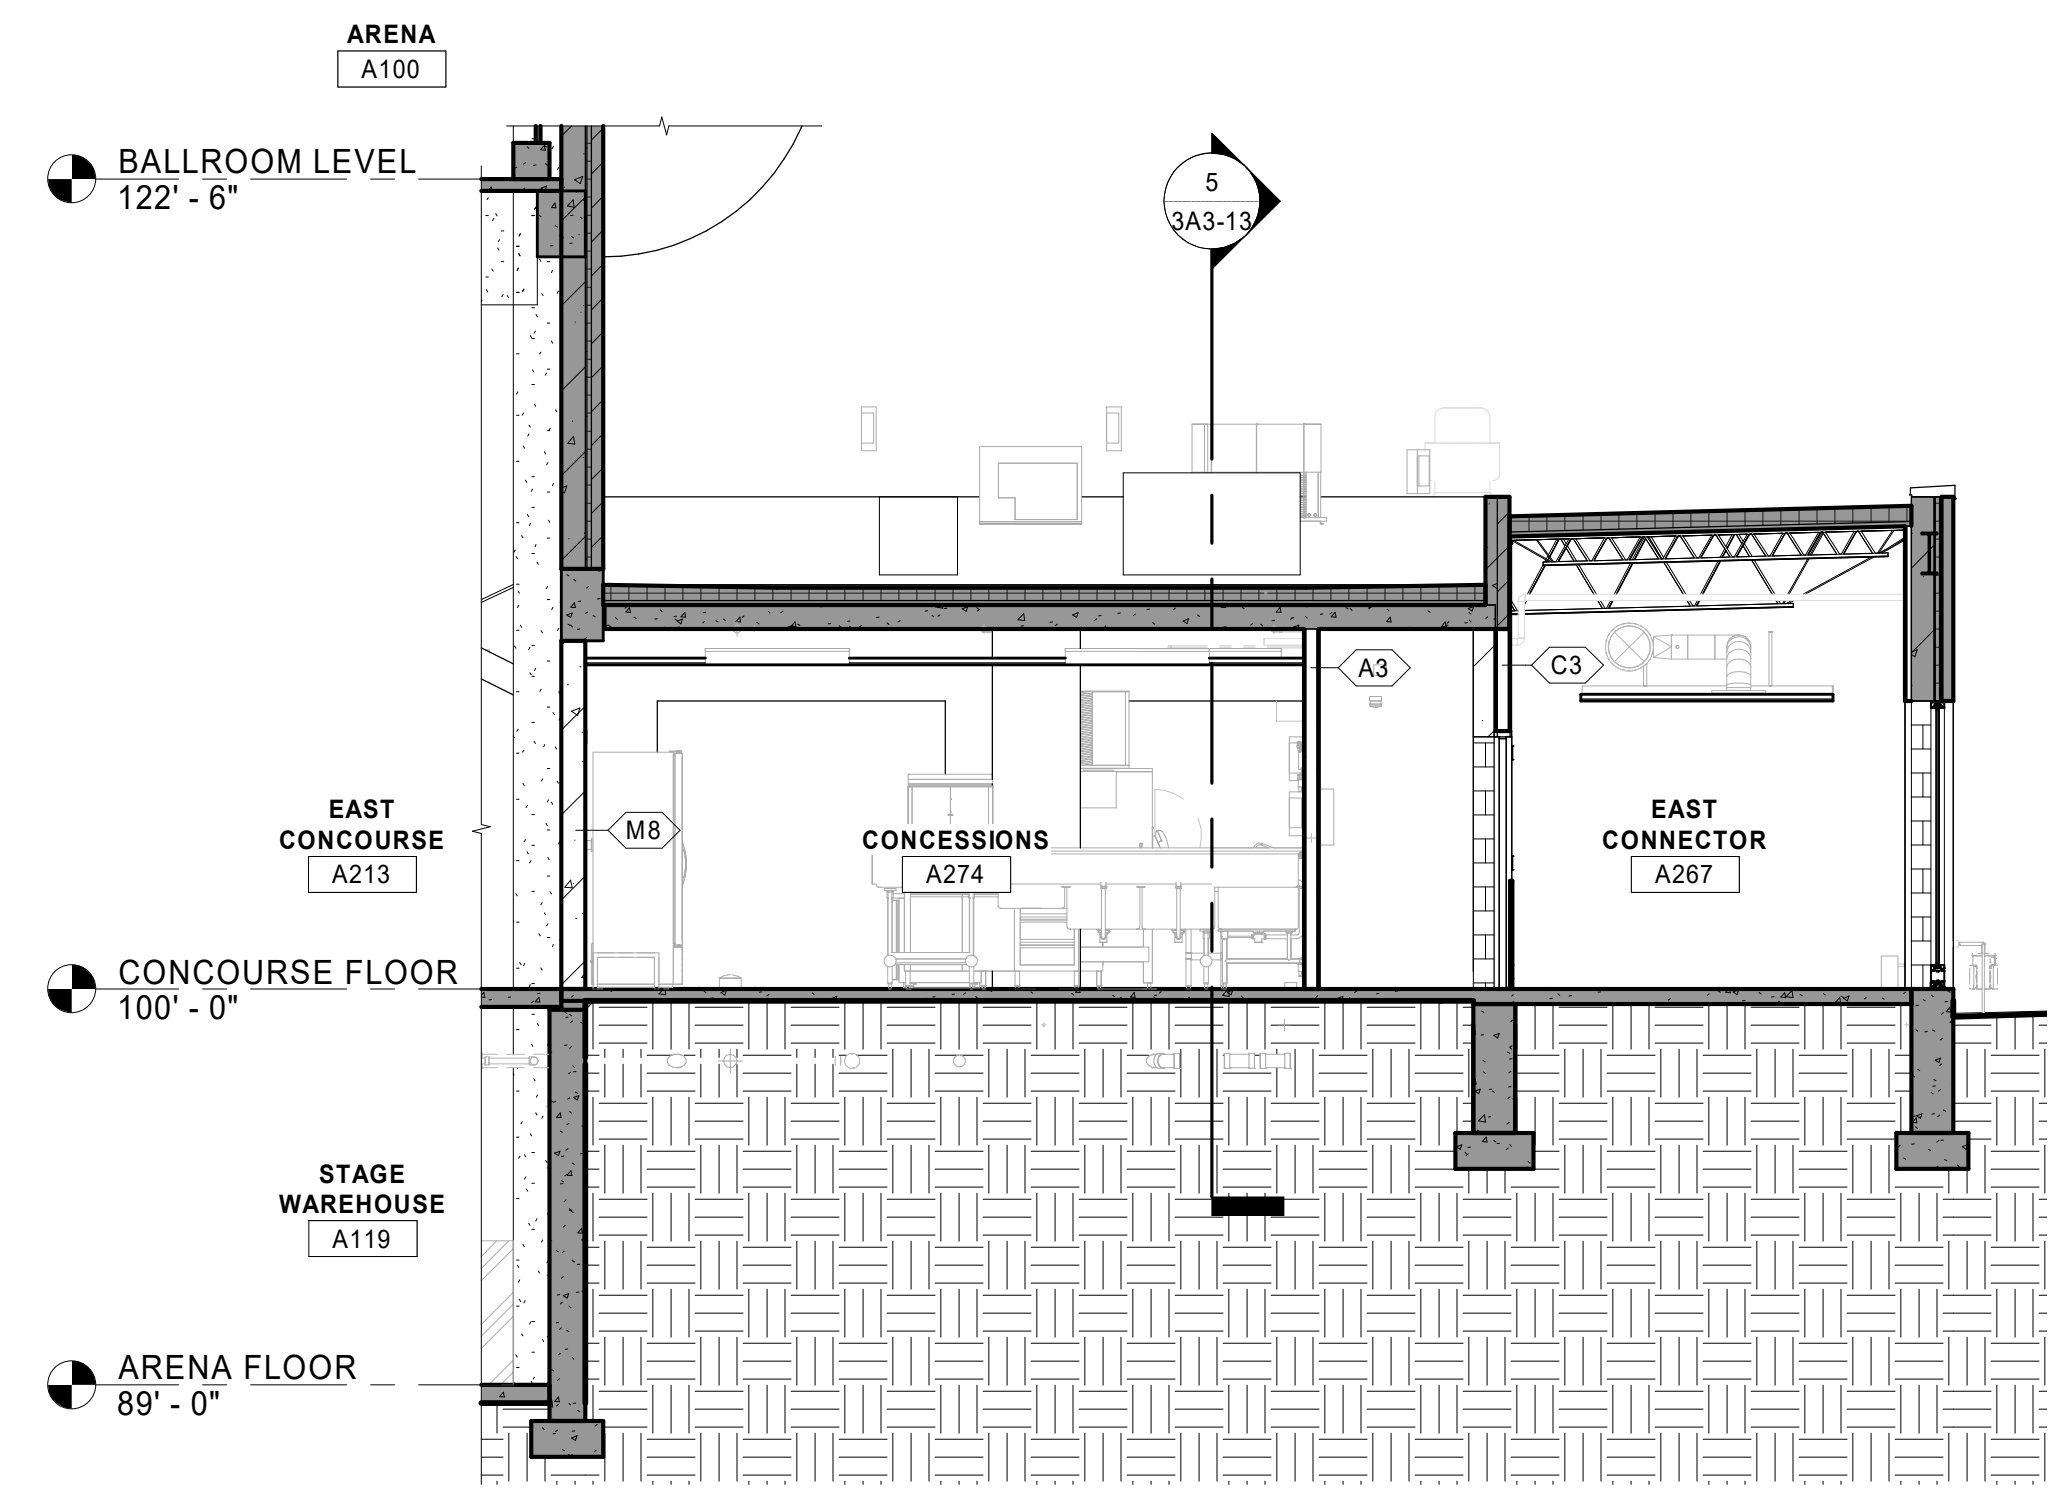 ARENA
A100
BALLROOM LEVEL
122' - 6"
5
3A3-13
A3
C3
EAST
CONCOURSE
A213
M8
CONCESSIONS
A274
EAST
CONNECTOR
A267
CONCOURSE FLOOR
100' - 0"
STAGE
WAREHOUSE
A119
ARENA FLOOR
89' - 0"